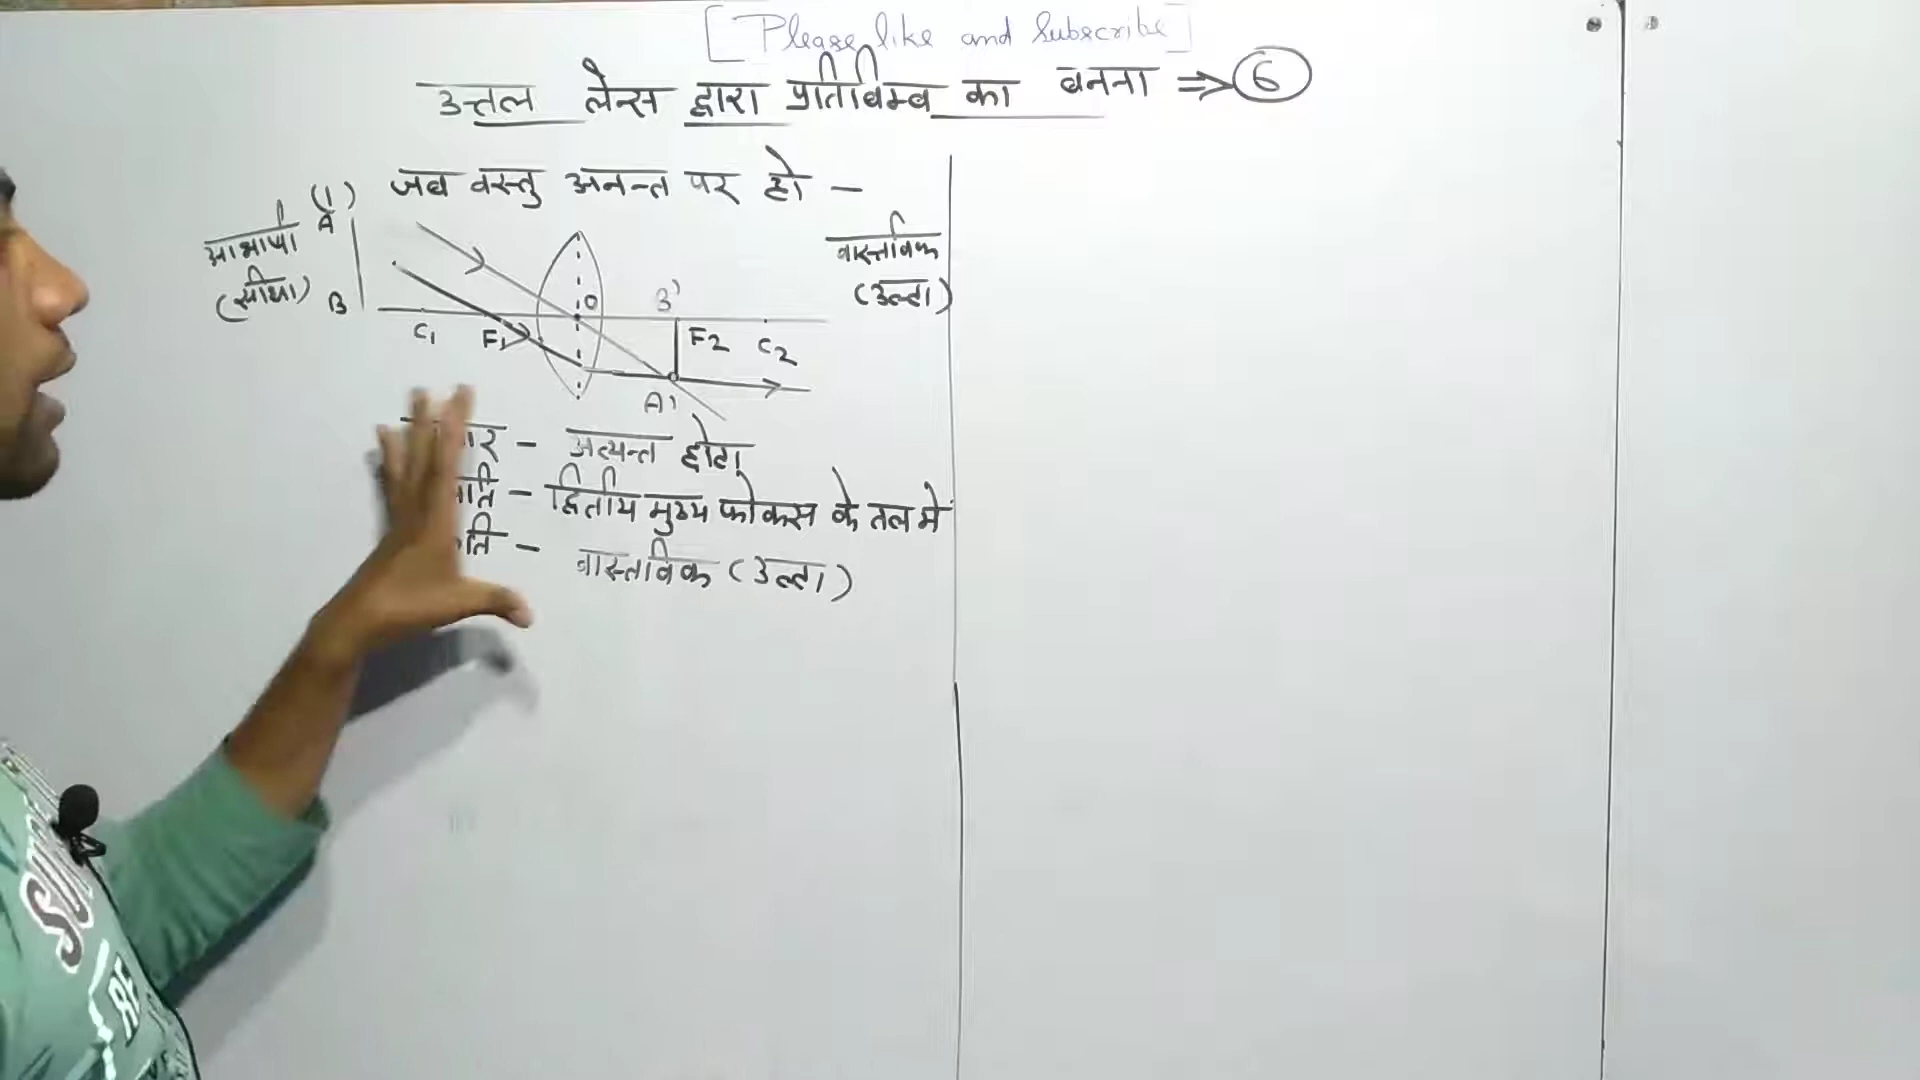 [Please like and Subscribe]
उत्तल लेन्स द्वारा प्रतिबिम्ब का बनना ⇒ 6
(1) जब वस्तु अनन्त पर हो –
आभाषी
(सीधा)
A
B
वास्तविक
(उल्टा)
O
B'
C1
F1
F2
C2
A'
– अत्यन्त छोटा
– द्वितीय मुख्य फोकस के तल मे
– वास्तविक (उल्टा)